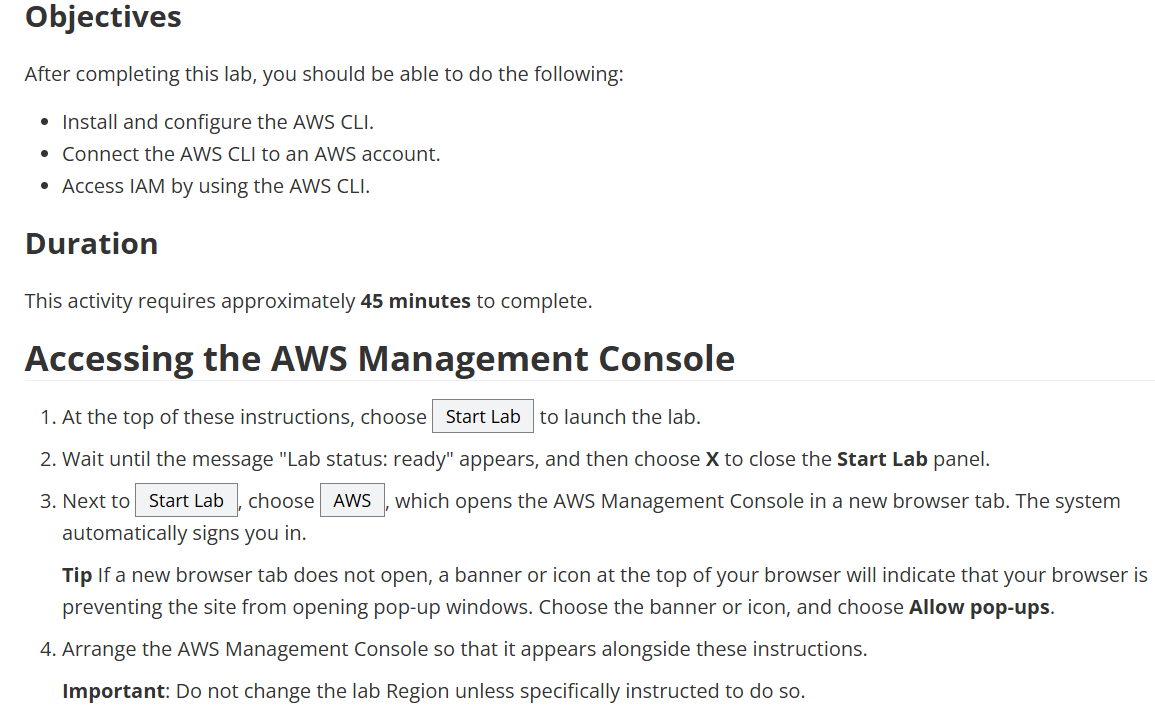 Objectives
After completing this lab, you should be able to do the following:
• Install and configure the AWS CLI.
• Connect the AWS CLI to an AWS account.
• Access IAM by using the AWS CLI.
Duration
This activity requires approximately 45 minutes to complete.
Accessing the AWS Management Console
1. At the top of these instructions, choose Start Lab to launch the lab.
2. Wait until the message "Lab status: ready" appears, and then choose X to close the Start Lab panel.
3. Next to Start Lab, choose AWS, which opens the AWS Management Console in a new browser tab. The system
automatically signs you in.
Tip If a new browser tab does not open, a banner or icon at the top of your browser will indicate that your browser is
preventing the site from opening pop-up windows. Choose the banner or icon, and choose Allow pop-ups.
4. Arrange the AWS Management Console so that it appears alongside these instructions.
Important: Do not change the lab Region unless specifically instructed to do so.